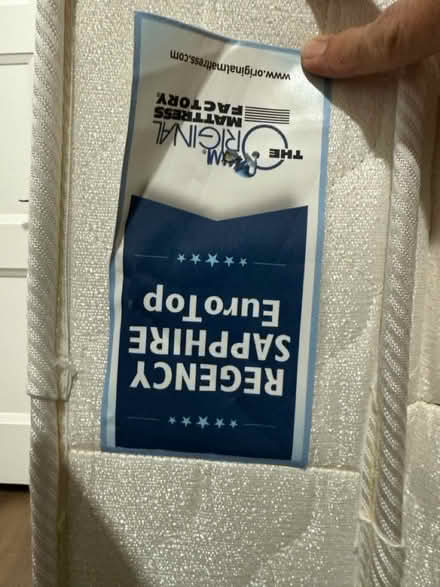 REGENCY
SAPPHIRE
EuroTop
THE
ORIGINAL
MATTRESS
FACTORY
www.originalmattress.com